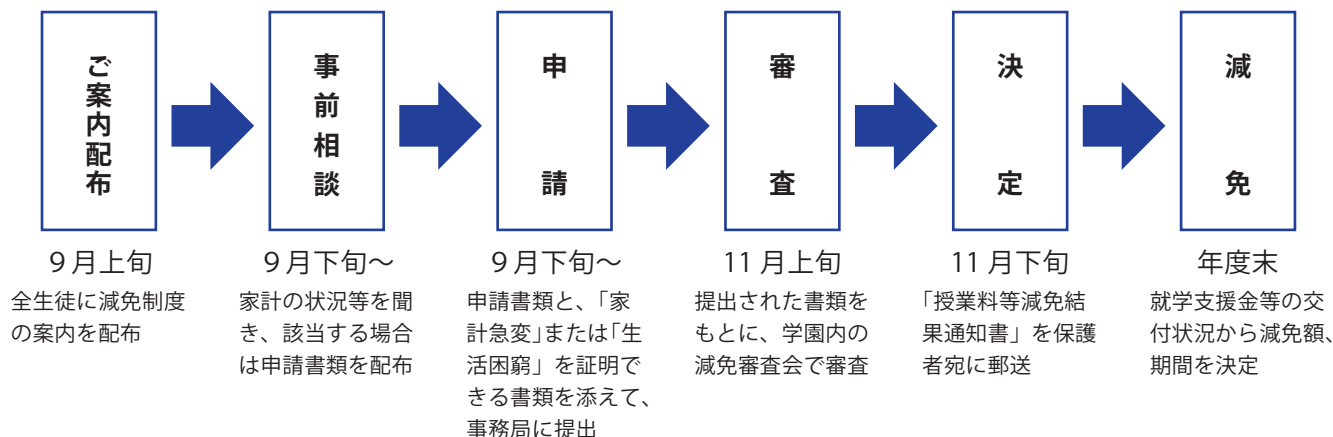 ご案内配布
事前相談
申請
審査
決定
減免
9月上旬
全生徒に減免制度
の案内を配布
9月下旬~
家計の状況等を聞
き、該当する場合
は申請書類を配布
9月下旬~
申請書類と、「家
計急変」または「生
活困窮」を証明で
きる書類を添えて、
事務局に提出
11月上旬
提出された書類を
もとに、学園内の
減免審査会で審査
11月下旬
「授業料等減免結
果通知書」を保護
者宛に郵送
年度末
就学支援金等の交
付状況から減免額、
期間を決定